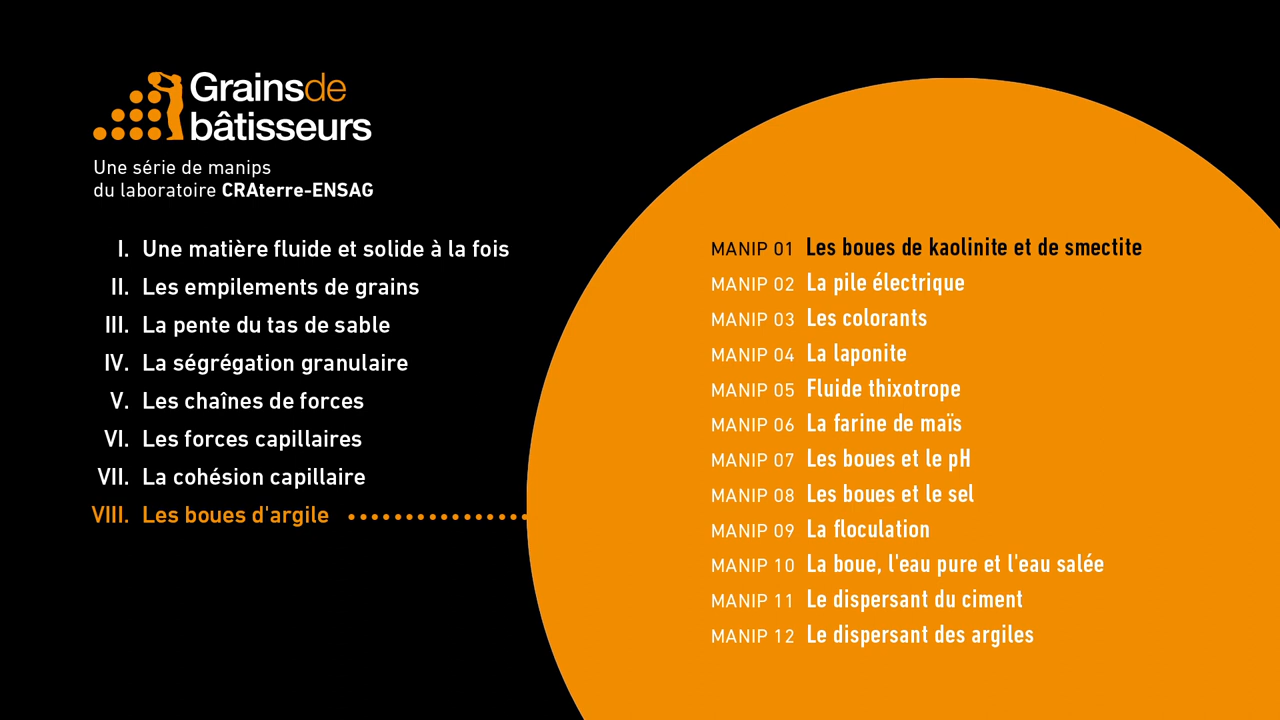 Grainsde
bâtisseurs
Une série de manips
du laboratoire CRAterre-ENSAG
I. Une matière fluide et solide à la fois
II. Les empilements de grains
III. La pente du tas de sable
IV. La ségrégation granulaire
V. Les chaînes de forces
VI. Les forces capillaires
VII. La cohésion capillaire
VIII. Les boues d'argile
MANIP 01 Les boues de kaolinite et de smectite
MANIP 02 La pile électrique
MANIP 03 Les colorants
MANIP 04 La laponite
MANIP 05 Fluide thixotrope
MANIP 06 La farine de maïs
MANIP 07 Les boues et le pH
MANIP 08 Les boues et le sel
MANIP 09 La floculation
MANIP 10 La boue, l'eau pure et l'eau salée
MANIP 11 Le dispersant du ciment
MANIP 12 Le dispersant des argiles